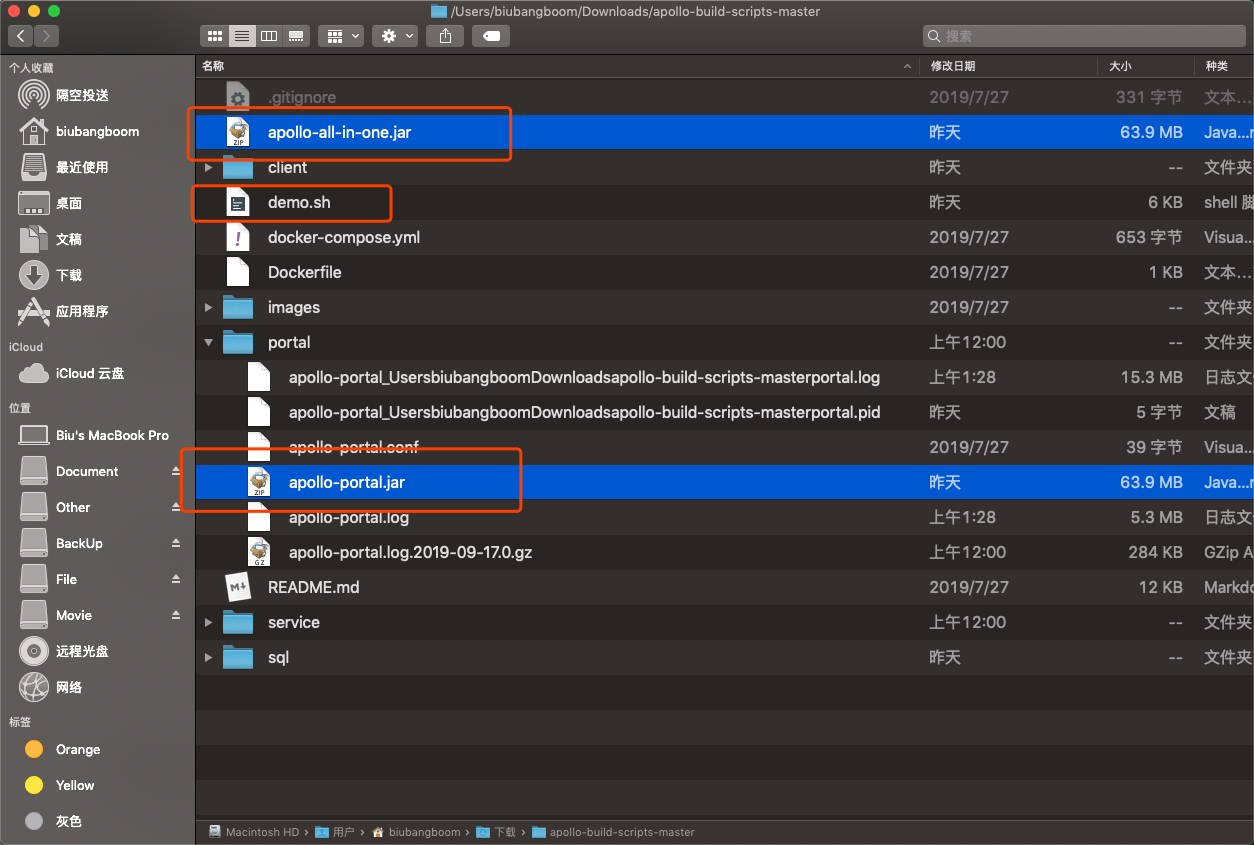 /Users/biubangboom/Downloads/apollo-build-scripts-master
搜索
个人收藏
隔空投送
biubangboom
最近使用
桌面
文稿
下载
应用程序
iCloud
iCloud 云盘
位置
Biu's MacBook Pro
Document
Other
BackUp
File
Movie
远程光盘
网络
标签
Orange
Yellow
灰色
名称 修改日期 大小 种类
.gitignore 2019/7/27 331 字节 文本…
apollo-all-in-one.jar 昨天 63.9 MB Java...r
client 昨天 -- 文件夹
demo.sh 昨天 6 KB shell 脚
docker-compose.yml 2019/7/27 653 字节 Visua...
Dockerfile 2019/7/27 1 KB 文本…
images 2019/7/27 -- 文件夹
portal 上午12:00 -- 文件夹
apollo-portal_UsersbiubangboomDownloadsapollo-build-scripts-masterportal.log 上午1:28 15.3 MB 日志文
apollo-portal_UsersbiubangboomDownloadsapollo-build-scripts-masterportal.pid 昨天 5 字节 文稿
apollo-portal.conf 2019/7/27 39 字节 Visua...
apollo-portal.jar 昨天 63.9 MB Java...r
apollo-portal.log 上午1:28 5.3 MB 日志文
apollo-portal.log.2019-09-17.0.gz 上午12:00 284 KB GZip A
README.md 2019/7/27 12 KB Markdo
service 上午12:00 -- 文件夹
sql 昨天 -- 文件夹
Macintosh HD › 用户 › biubangboom › 下载 › apollo-build-scripts-master